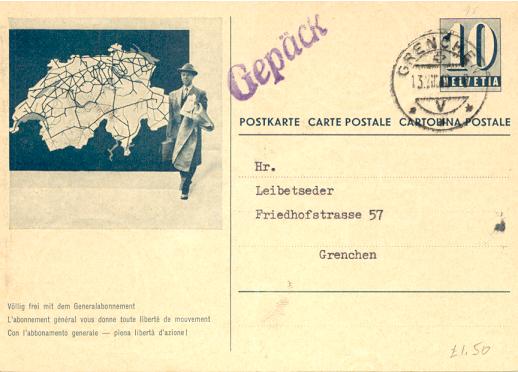 Gepäck
10
HELVETIA
GRENCHEN
POSTKARTE CARTE POSTALE CARTOLINA POSTALE
Hr.
Leibetseder
Friedhofstrasse 57
Grenchen
Völlig frei mit dem Generalabonnement
L'abonnement général vous donne toute liberté de mouvement
Con l'abbonamento generale — piena libertà d'azione!
£1.50